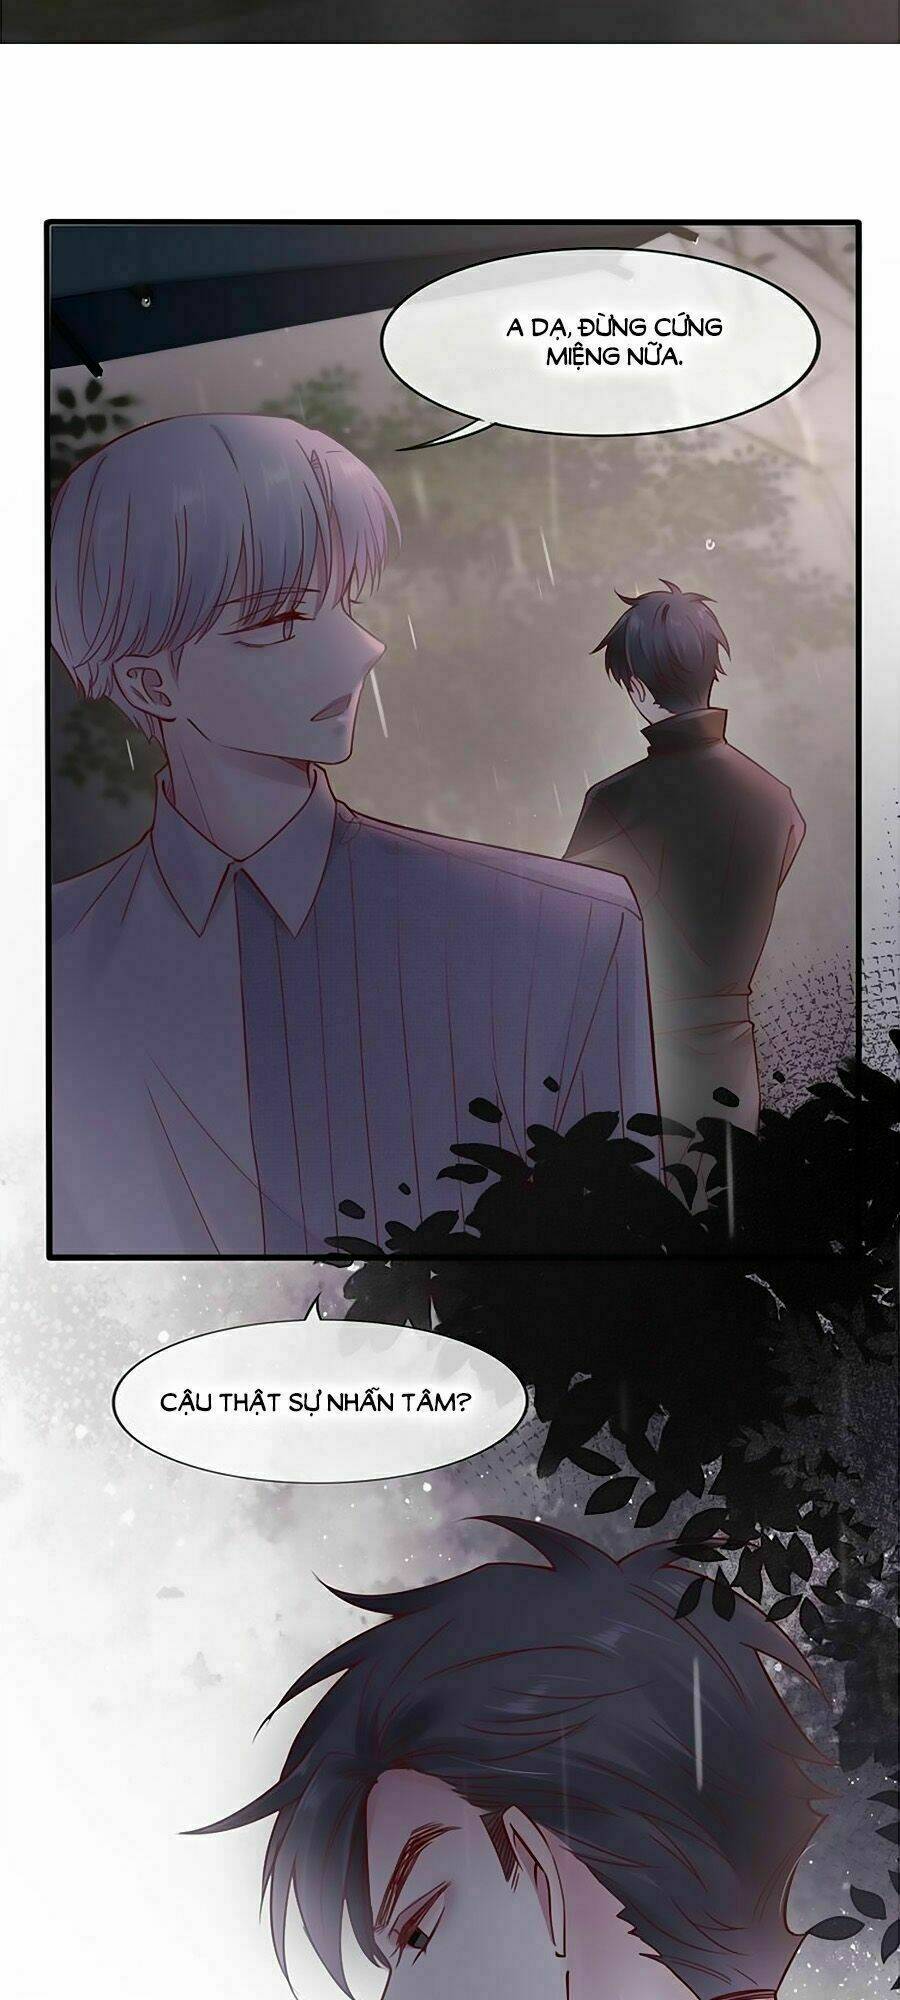 A DẠ, ĐỪNG CỨNG
MIỆNG NỮA.
CẬU THẬT SỰ NHẪN TÂM?